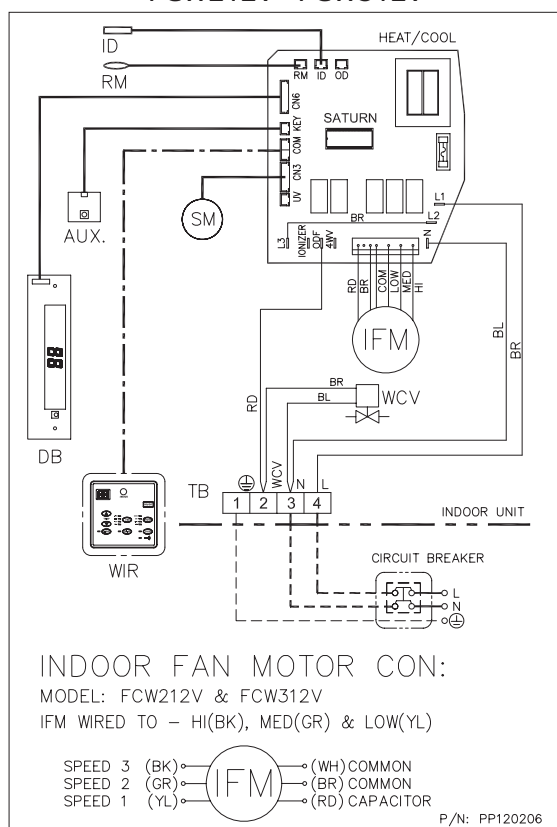 ID
HEAT/COOL
RM
RM ID OD
CN6
KEY
COM
CN3
UV
SATURN
AUX.
SM
L1
BR
L2
N
L3
IONIZER
ODF
4WV
RD
BR
COM
LOW
MED
HI
IFM
BL
BR
88
DB
RD
BR
BL
WCV
WCV
N
L
TB
1 2 3 4
INDOOR UNIT
WIR
CIRCUIT BREAKER
L
N
INDOOR FAN MOTOR CON:
MODEL: FCW212V & FCW312V
IFM WIRED TO – HI(BK), MED(GR) & LOW(YL)
SPEED 3 (BK)
SPEED 2 (GR)
SPEED 1 (YL)
IFM
(WH) COMMON
(BR) COMMON
(RD) CAPACITOR
P/N: PP120206